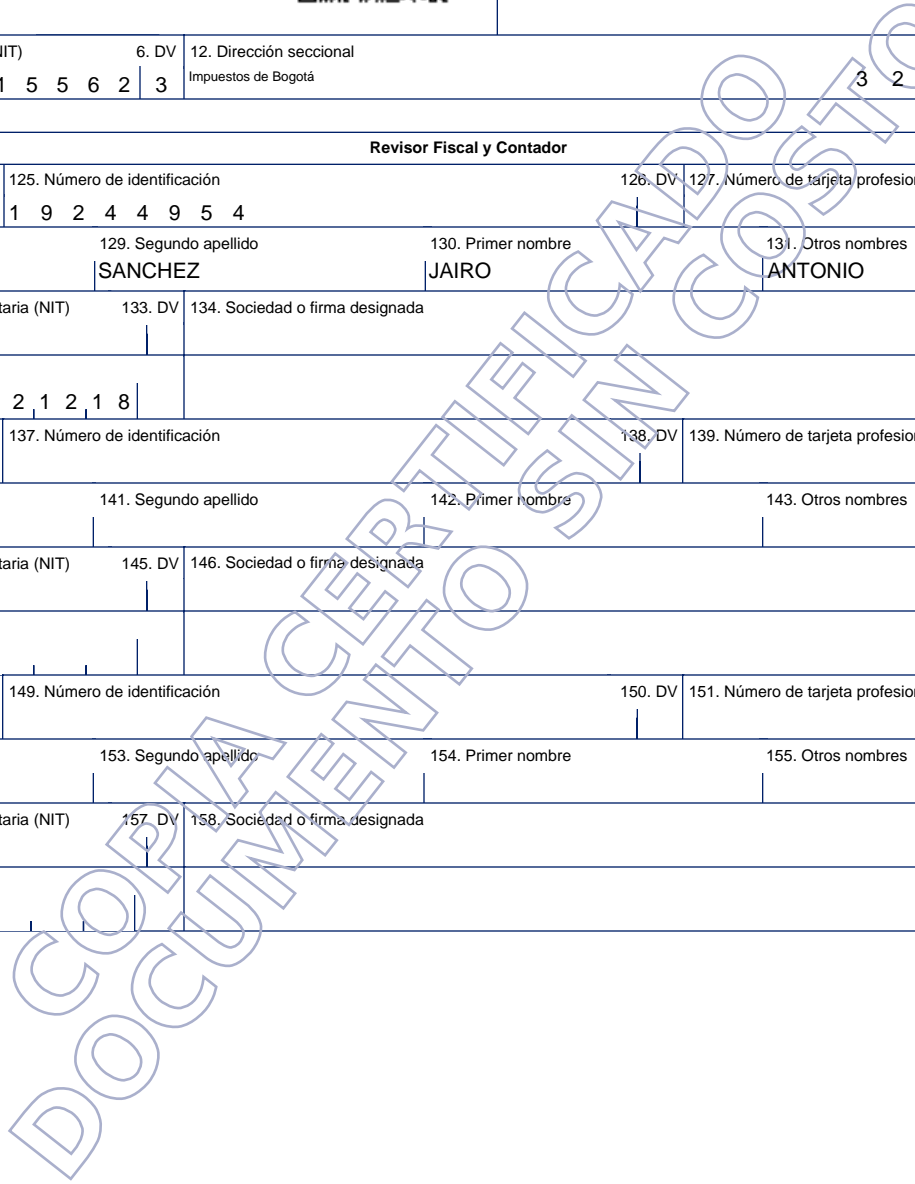 IIT) 6. DV 12. Dirección seccional
1 5 5 6 2 3 Impuestos de Bogotá 3 2
Revisor Fiscal y Contador
125. Número de identificación 126. DV 127. Número de tarjeta profesion
1 9 2 4 4 9 5 4
129. Segundo apellido 130. Primer nombre 131. Otros nombres
SANCHEZ JAIRO ANTONIO
taria (NIT) 133. DV 134. Sociedad o firma designada
2 1 2 1 8
137. Número de identificación 138. DV 139. Número de tarjeta profesion
141. Segundo apellido 142. Primer nombre 143. Otros nombres
taria (NIT) 145. DV 146. Sociedad o firma designada
149. Número de identificación 150. DV 151. Número de tarjeta profesion
153. Segundo apellido 154. Primer nombre 155. Otros nombres
taria (NIT) 157. DV 158. Sociedad o firma designada
COPIA CERTIFICADO
DOCUMENTO SIN COSTO